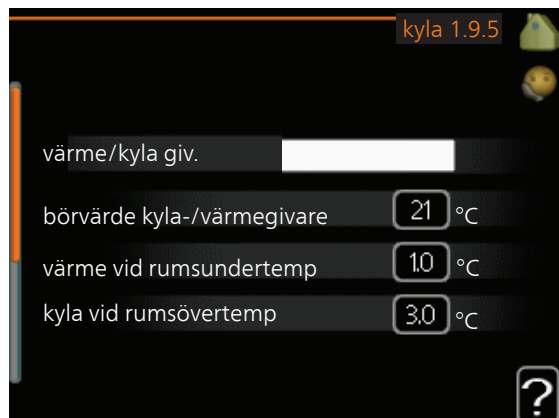 kyla 1.9.5
värme/kyla giv.
börvärde kyla-/värmegivare 21 °C
värme vid rumsundertemp 1.0 °C
kyla vid rumsövertemp 3.0 °C
?